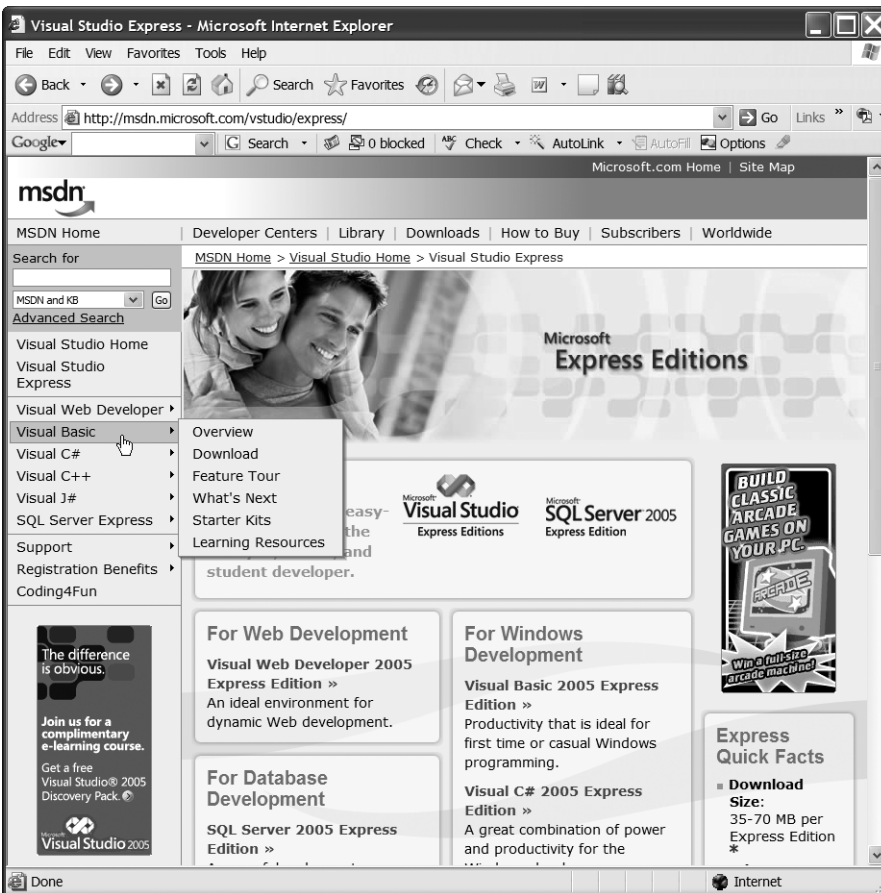 Visual Studio Express - Microsoft Internet Explorer
File Edit View Favorites Tools Help
Back Search Favorites
Address http://msdn.microsoft.com/vstudio/express/ Go Links »
Google Search 0 blocked ABC Check AutoLink AutoFill Options
Microsoft.com Home | Site Map
msdn
MSDN Home | Developer Centers | Library | Downloads | How to Buy | Subscribers | Worldwide
Search for
MSDN and KB Go
Advanced Search
Visual Studio Home
Visual Studio
Express
Visual Web Developer
Visual Basic
Visual C#
Visual C++
Visual J#
SQL Server Express
Support
Registration Benefits
Coding4Fun
Overview
Download
Feature Tour
What's Next
Starter Kits
Learning Resources
The difference
is obvious.
Join us for a
complimentary
e-learning course.
Get a free
Visual Studio® 2005
Discovery Pack.
Microsoft
Visual Studio 2005
MSDN Home > Visual Studio Home > Visual Studio Express
Microsoft
Express Editions
easy-
the
and
student developer.
Microsoft
Visual Studio
Express Editions
Microsoft
SQL Server 2005
Express Edition
For Web Development
Visual Web Developer 2005
Express Edition »
An ideal environment for
dynamic Web development.
For Database
Development
SQL Server 2005 Express
Edition »
For Windows
Development
Visual Basic 2005 Express
Edition »
Productivity that is ideal for
first time or casual Windows
programming.
Visual C# 2005 Express
Edition »
A great combination of power
and productivity for the
BUILD
CLASSIC
ARCADE
GAMES ON
YOUR PC.
ARCADE
Win a full-size
arcade machine!
Express
Quick Facts
Download
Size:
35-70 MB per
Express Edition
*
Done Internet